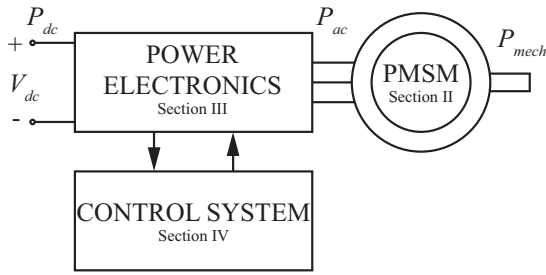 P_dc
+
V_dc
-
POWER
ELECTRONICS
Section III
P_ac
PMSM
Section II
P_mech
CONTROL SYSTEM
Section IV